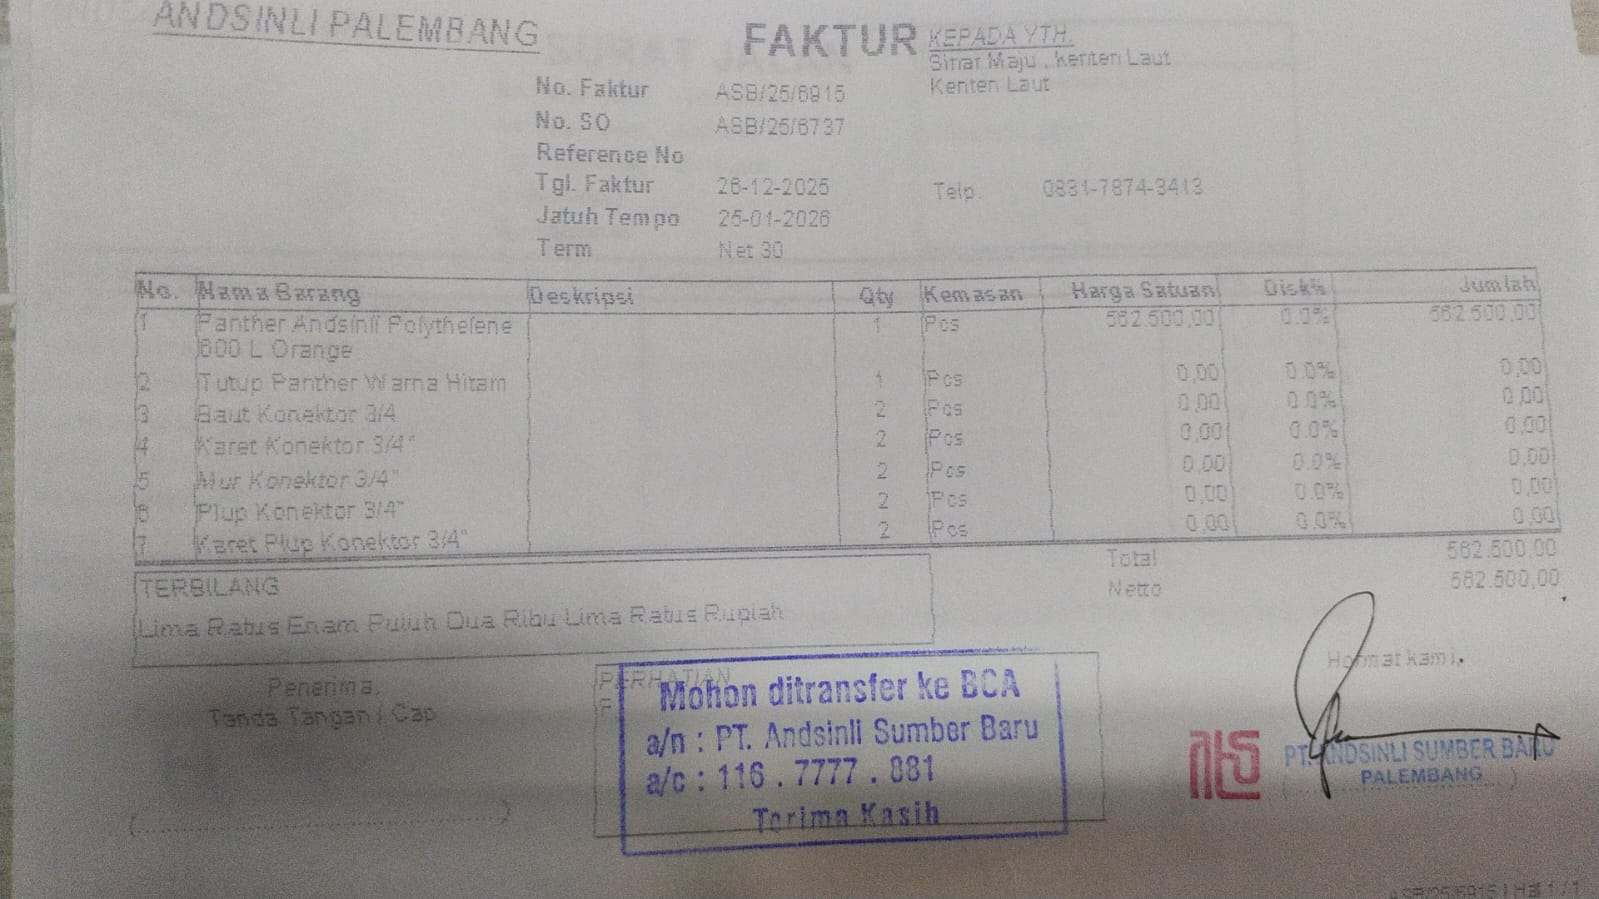 ANDSINLI PALEMBANG
FAKTUR
KEPADA YTH.
Sinar Maju , Kenten Laut
Kenten Laut
No. Faktur ASB/25/6915
No. SO ASB/25/6737
Reference No
Tgl. Faktur 26-12-2025
Telp. 0831-7874-3413
Jatuh Tempo 25-01-2026
Term Net 30
No. Nama Barang Deskripsi Qty Kemasan Harga Satuan Disk% Jumlah
1 Panther Andsinli Polythelene 1 Pcs 562.500,00 0.0% 562.500,00
600 L Orange
2 Tutup Panther Warna Hitam 1 Pcs 0,00 0.0% 0,00
3 Baut Konektor 3/4 2 Pcs 0,00 0.0% 0,00
4 Karet Konektor 3/4" 2 Pcs 0,00 0.0% 0,00
5 Mur Konektor 3/4" 2 Pcs 0,00 0.0% 0,00
6 Plup Konektor 3/4" 2 Pcs 0,00 0.0% 0,00
7 Karet Plup Konektor 3/4" 2 Pcs 0,00 0.0% 0,00
Total 562.500,00
Netto 562.500,00
TERBILANG
Lima Ratus Enam Puluh Dua Ribu Lima Ratus Rupiah
Penerima,
Tanda Tangan / Cap
PERHATIAN
Mohon ditransfer ke BCA
a/n : PT. Andsinli Sumber Baru
a/c : 116 . 7777 . 881
Terima Kasih
Hormat kami,
PT. ANDSINLI SUMBER BARU
PALEMBANG
ASB/25/6915 | Hal 1 / 1